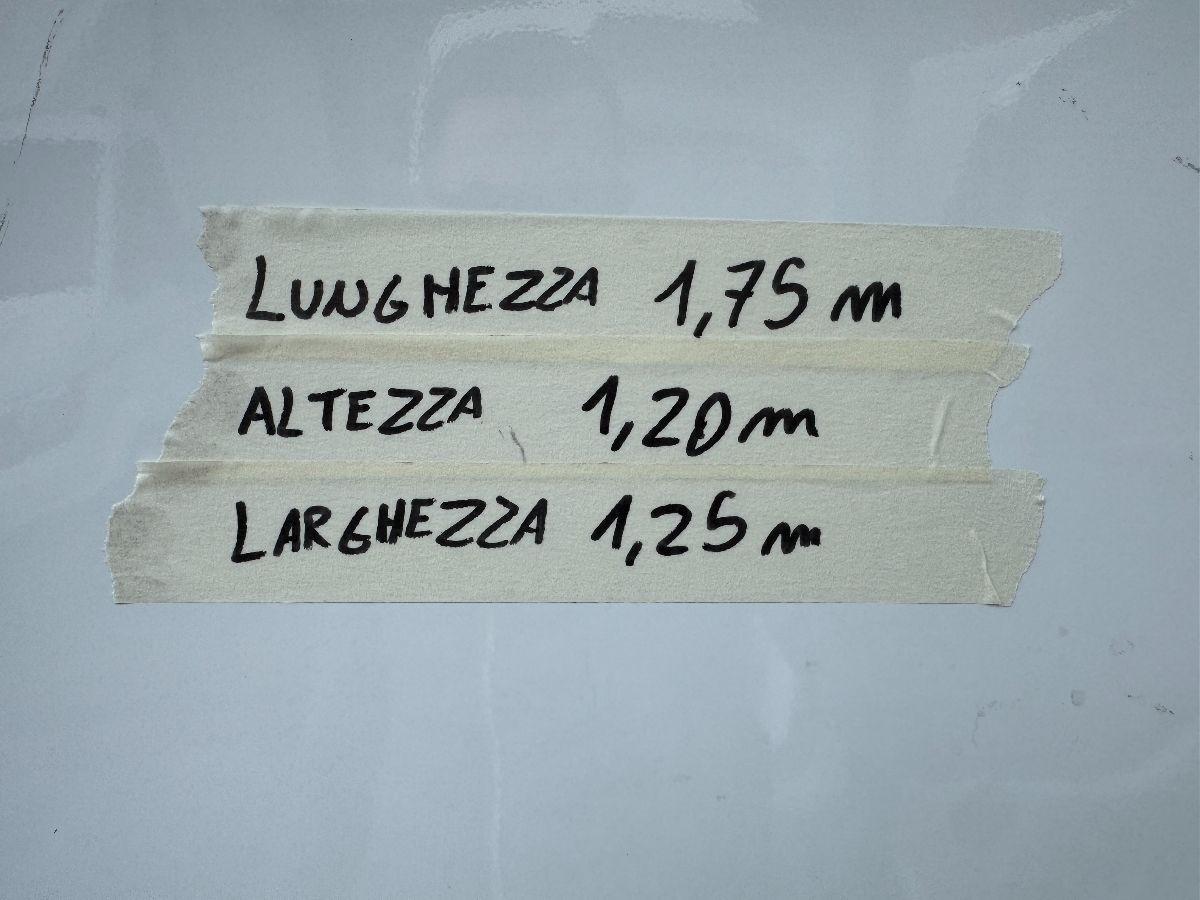 LUNGHEZZA 1,75 m
ALTEZZA 1,20 m
LARGHEZZA 1,25 m